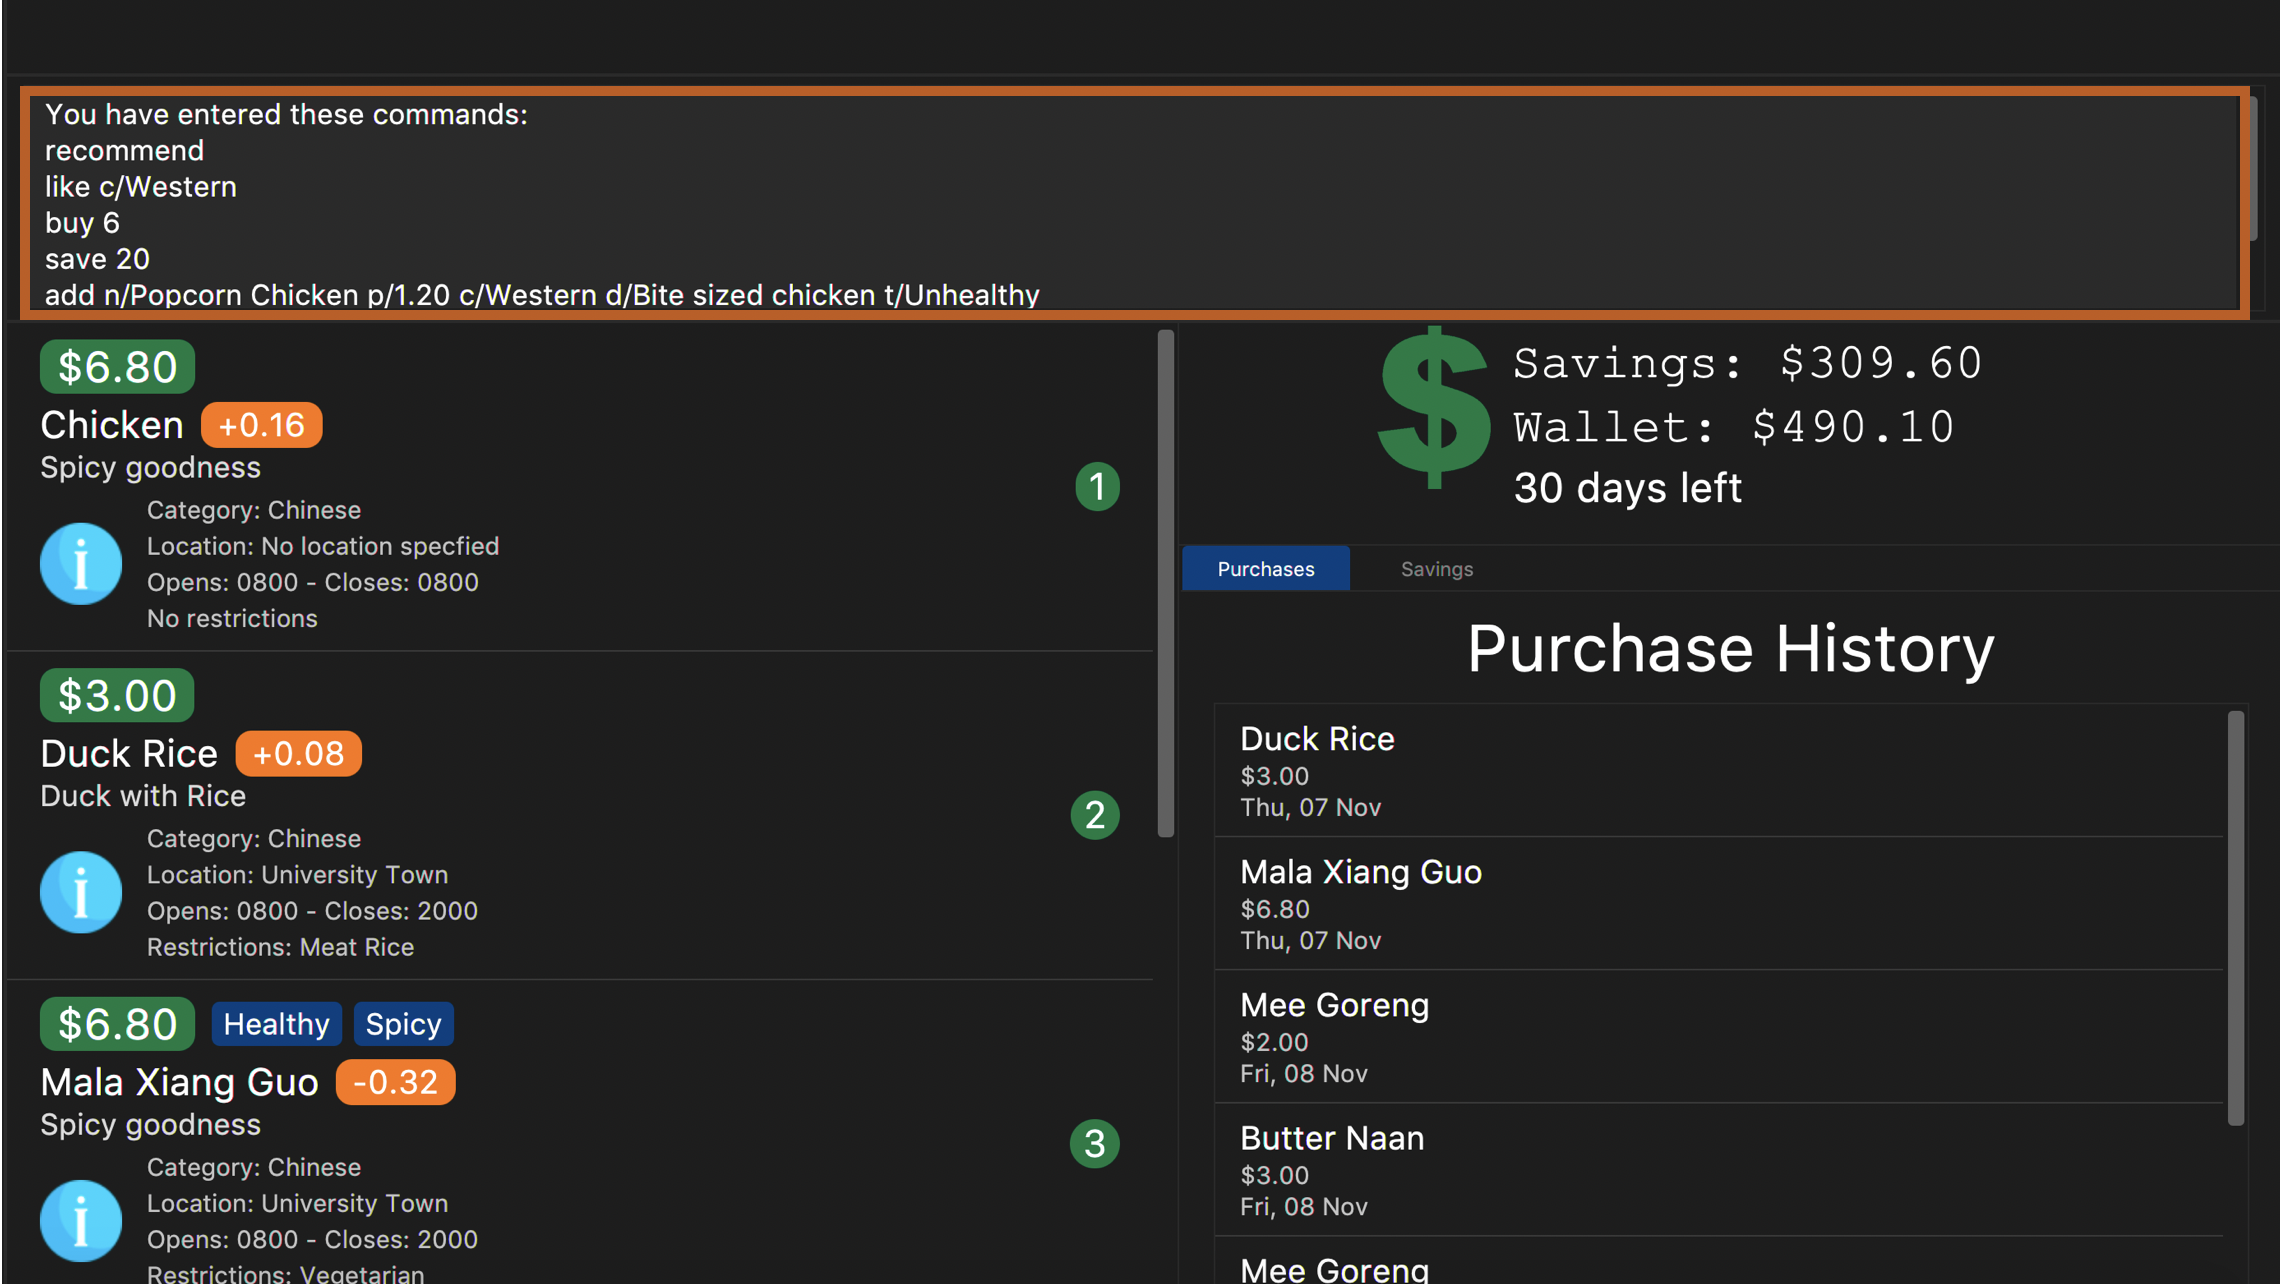 You have entered these commands:
recommend
like c/Western
buy 6
save 20
add n/Popcorn Chicken p/1.20 c/Western d/Bite sized chicken t/Unhealthy
$6.80
Chicken +0.16
Spicy goodness
1
Category: Chinese
Location: No location specfied
Opens: 0800 - Closes: 0800
No restrictions
$3.00
Duck Rice +0.08
Duck with Rice
2
Category: Chinese
Location: University Town
Opens: 0800 - Closes: 2000
Restrictions: Meat Rice
$6.80 Healthy Spicy
Mala Xiang Guo -0.32
Spicy goodness
3
Category: Chinese
Location: University Town
Opens: 0800 - Closes: 2000
Restrictions: Vegetarian
$ Savings: $309.60
Wallet: $490.10
30 days left
Purchases Savings
Purchase History
Duck Rice
$3.00
Thu, 07 Nov
Mala Xiang Guo
$6.80
Thu, 07 Nov
Mee Goreng
$2.00
Fri, 08 Nov
Butter Naan
$3.00
Fri, 08 Nov
Mee Goreng